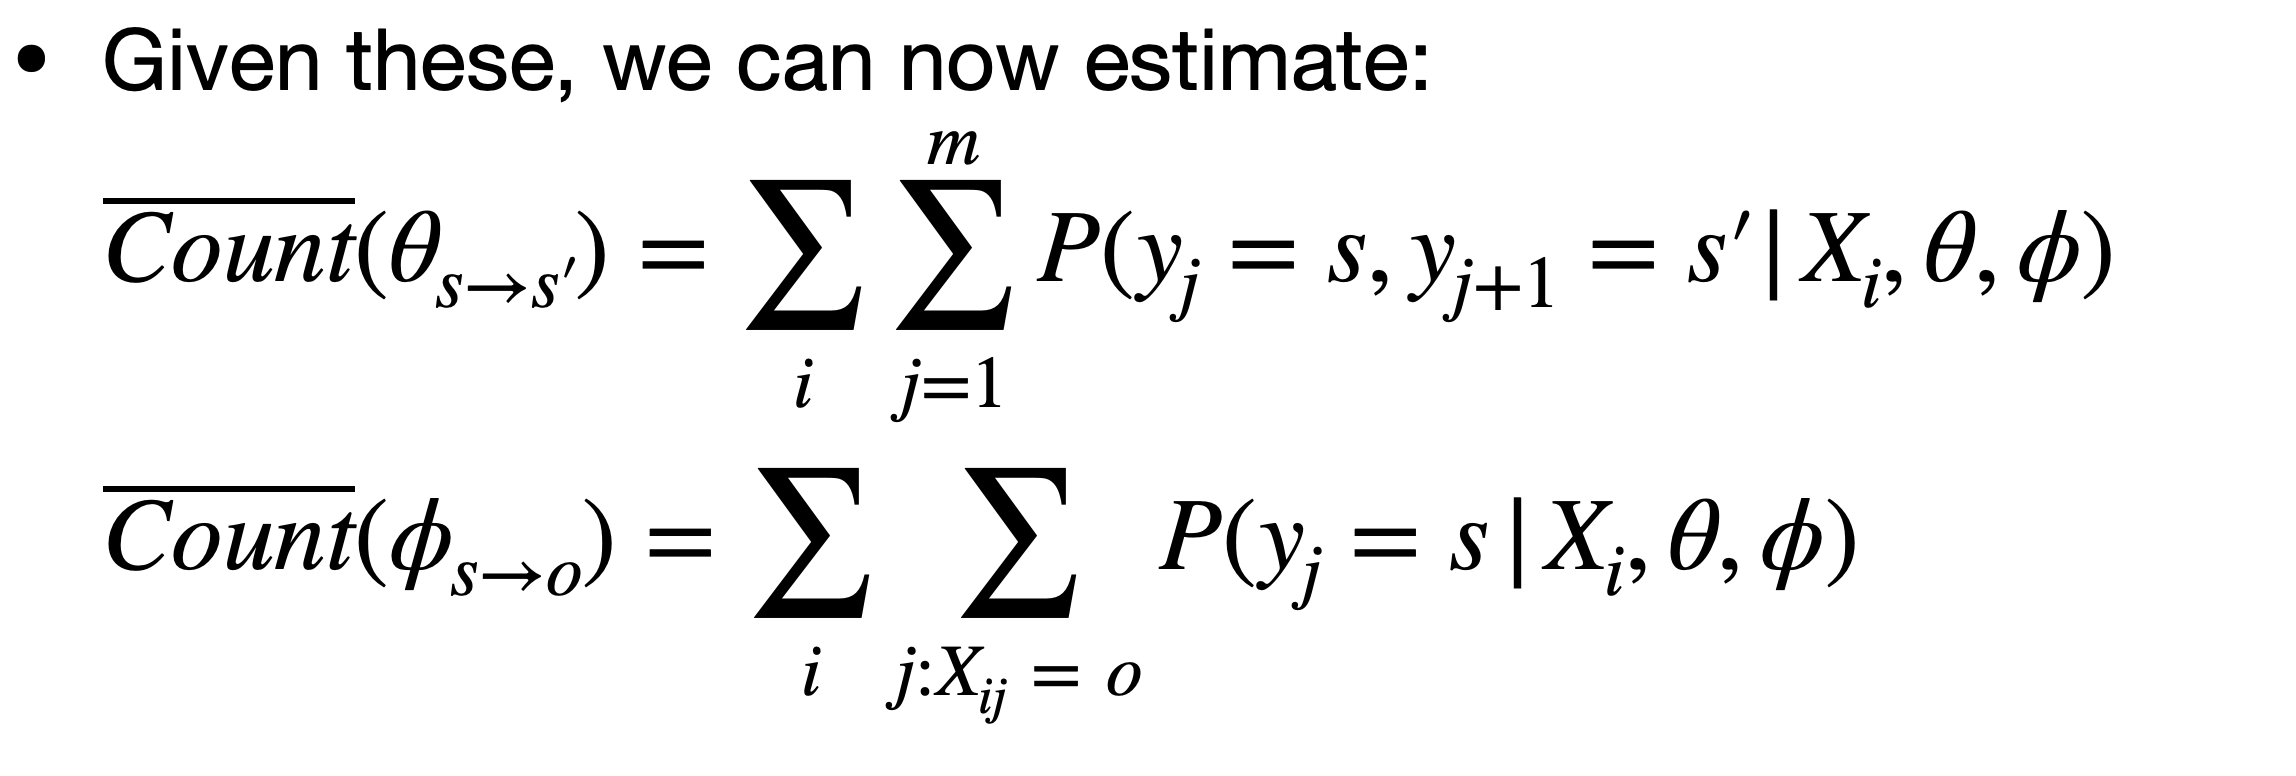 • Given these, we can now estimate:
$\overline{Count}(\theta_{s \to s'}) = \sum_{i} \sum_{j=1}^{m} P(y_j = s, y_{j+1} = s' | X_i, \theta, \phi)$
$\overline{Count}(\phi_{s \to o}) = \sum_{i} \sum_{j: X_{ij} = o} P(y_j = s | X_i, \theta, \phi)$